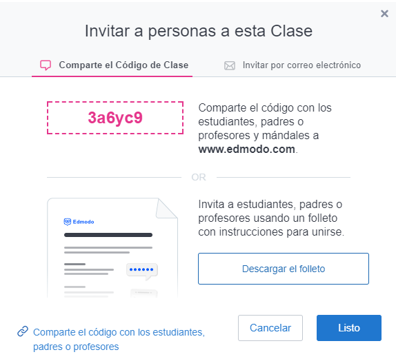 Invitar a personas a esta Clase
Comparte el Código de Clase
Invitar por correo electrónico
3a6yc9
Comparte el código con los
estudiantes, padres o
profesores y mándales a
www.edmodo.com.
OR
Edmodo
Invita a estudiantes, padres o
profesores usando un folleto
con instrucciones para unirse.
Descargar el folleto
Comparte el código con los estudiantes,
padres o profesores
Cancelar
Listo